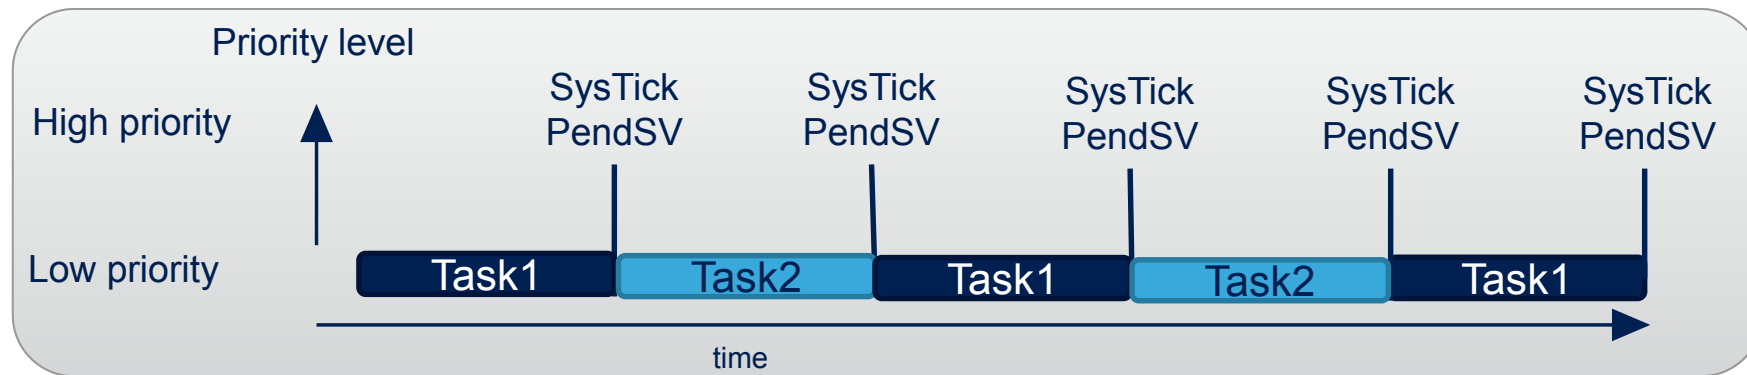 Priority level
High priority
SysTick
PendSV
SysTick
PendSV
SysTick
PendSV
SysTick
PendSV
SysTick
PendSV
Low priority
Task1
Task2
Task1
Task2
Task1
time